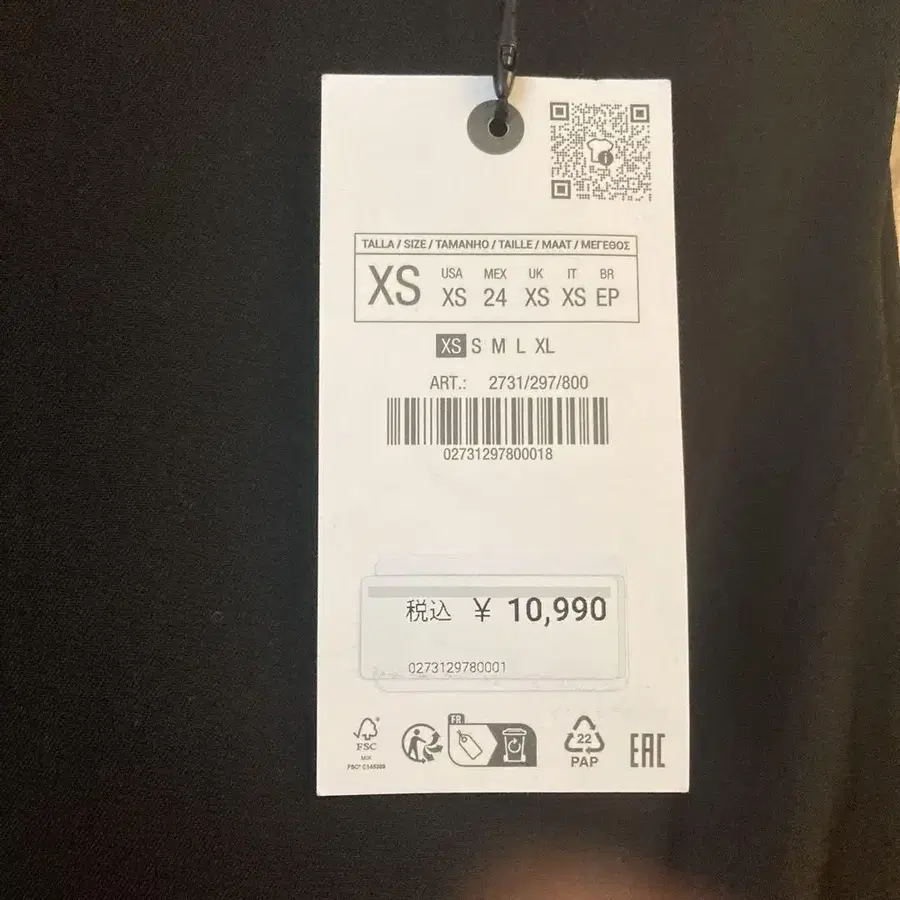 TALLA / SIZE / TAMANHO / TAILLE / MAAT / ΜΕΓΕΘΟΣ
XS
USA MEX UK IT BR
XS 24 XS XS EP
XS S M L XL
ART.: 2731/297/800
02731297800018
税込 ¥ 10,990
0273129780001
FR
FSC
MIX
22
PAP
EAC